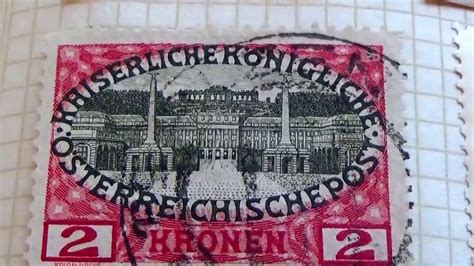 KAISERLICHE KÖNIGLICHE
ÖSTERREICHISCHE POST
2 KRONEN 2